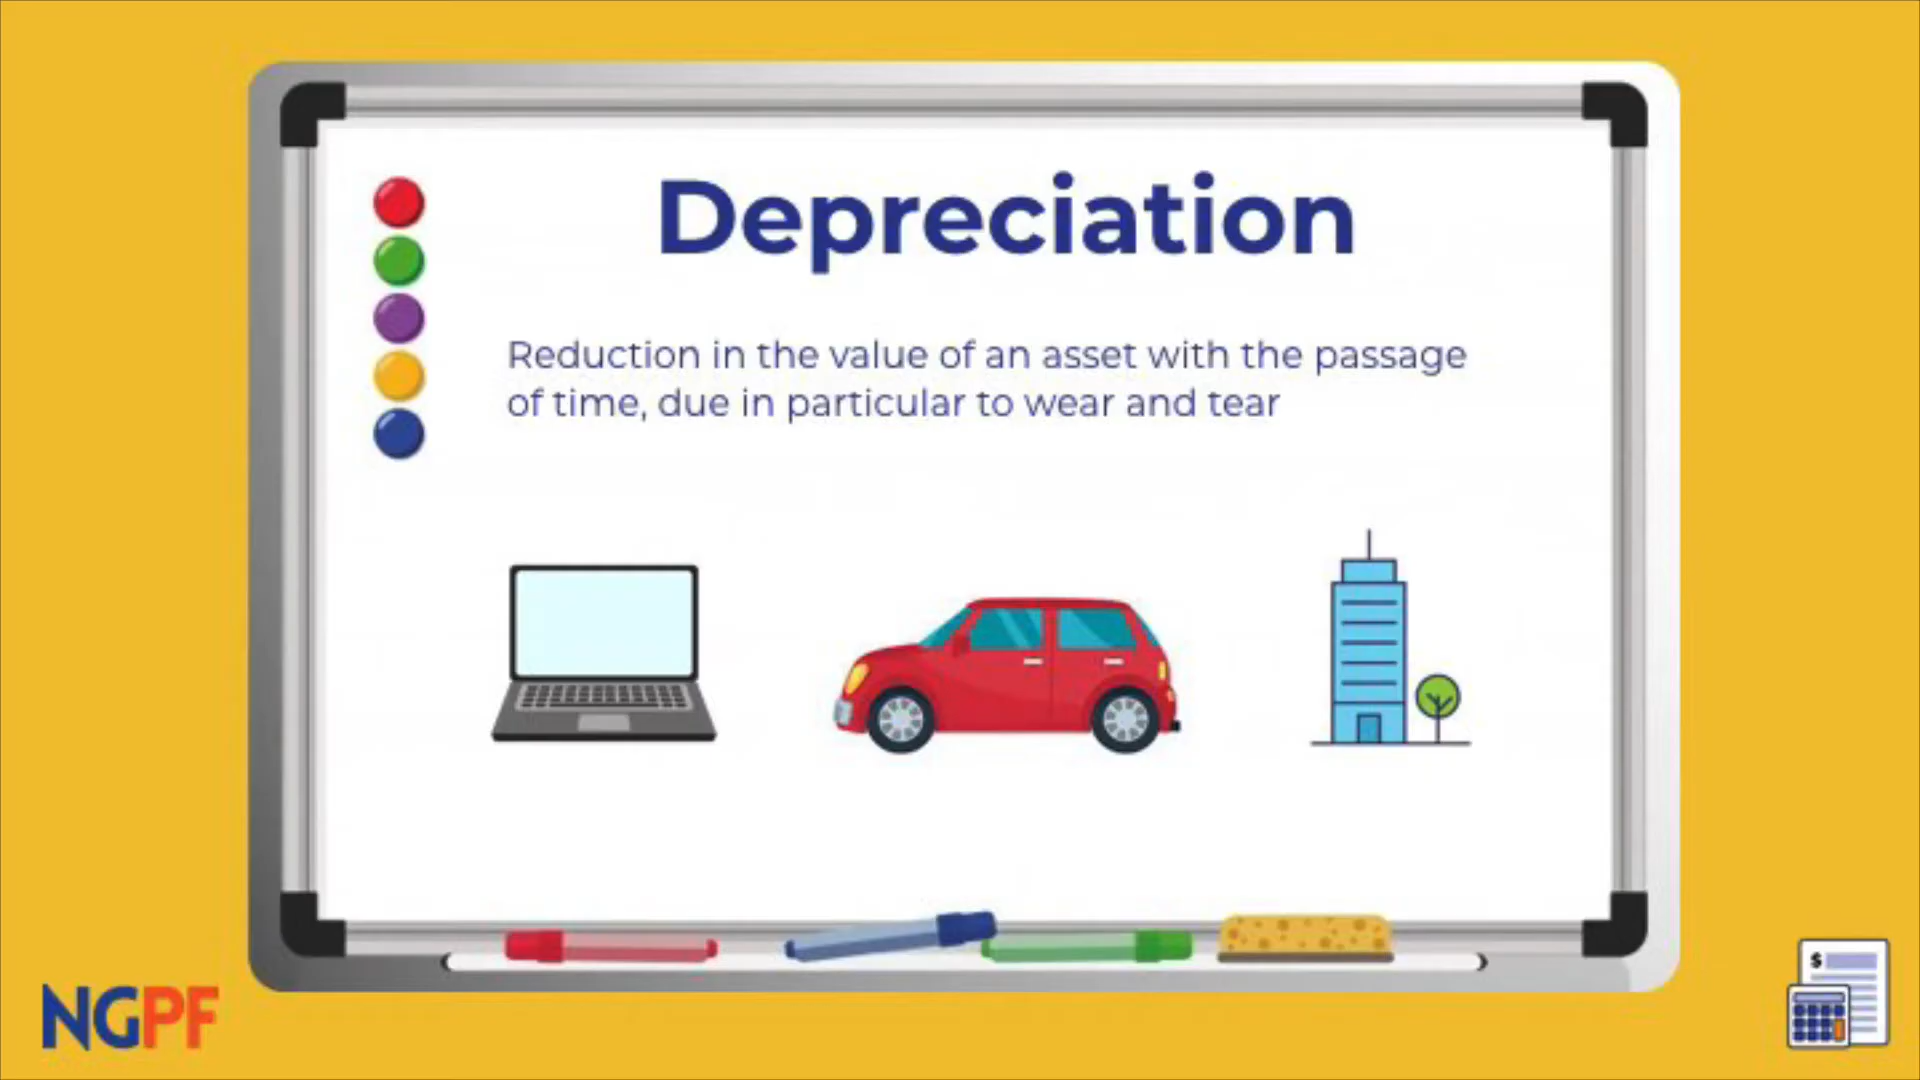 Depreciation
Reduction in the value of an asset with the passage
of time, due in particular to wear and tear
NGPF
$